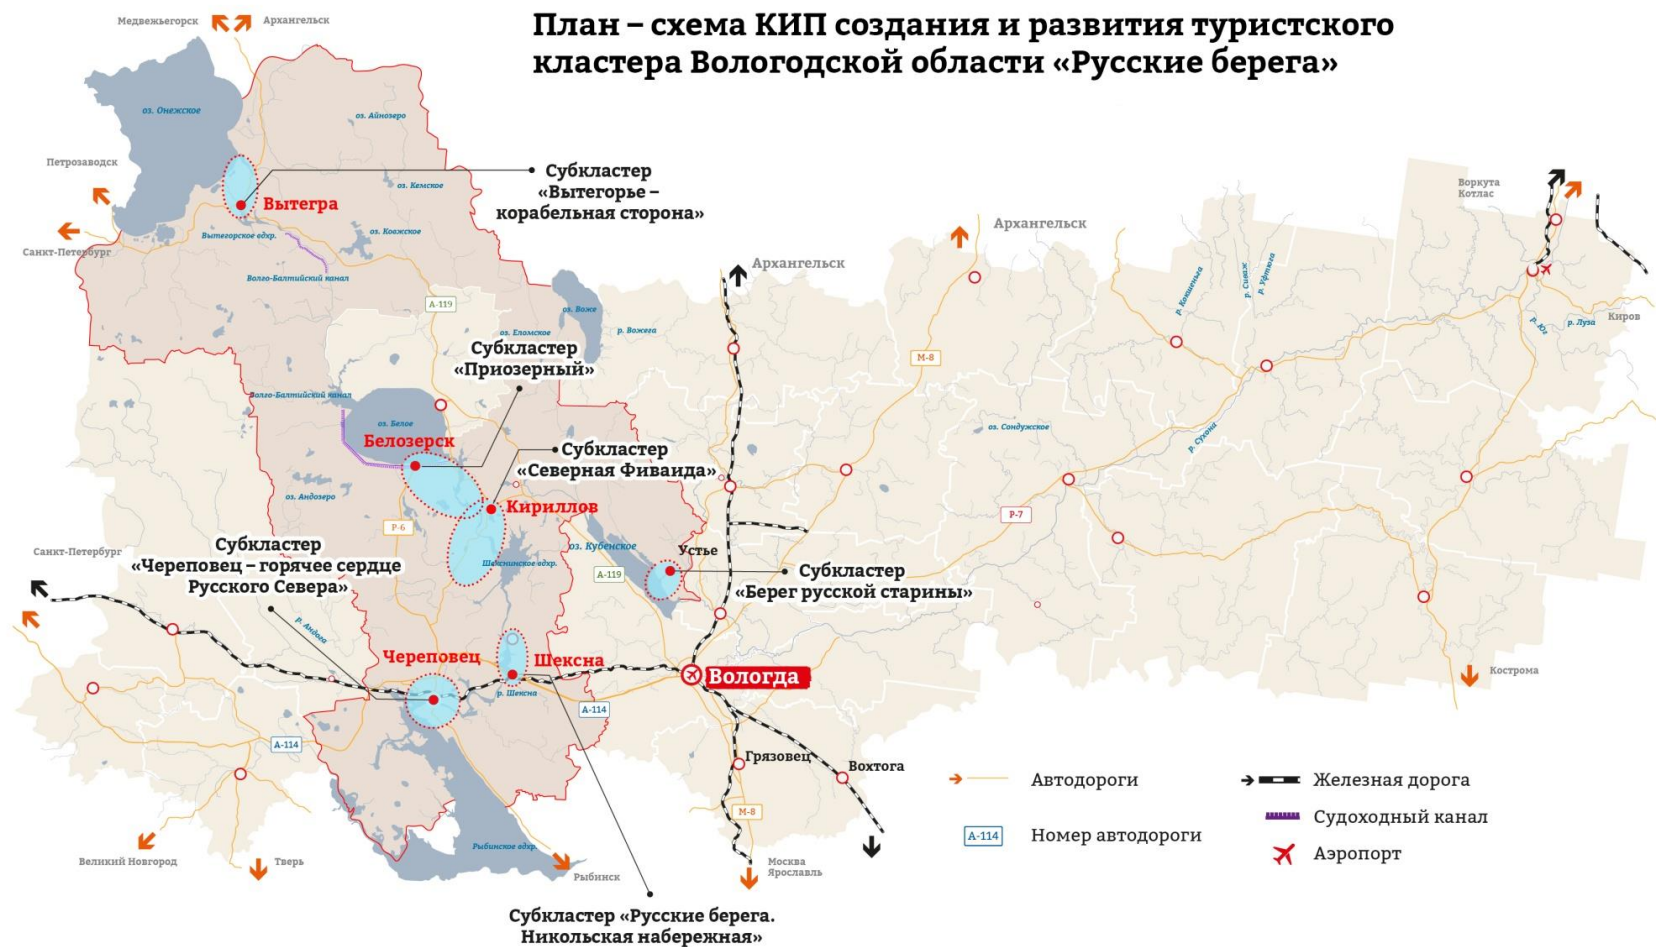 План – схема КИП создания и развития туристского
кластера Вологодской области «Русские берега»
Медвежьегорск
Архангельск
оз. Онежское
оз. Айнозеро
Петрозаводск
Субкластер
«Вытегорье –
корабельная сторона»
оз. Кемское
Вытегра
Санкт-Петербург
Вытегорское вдхр.
оз. Ковжское
Волго-Балтийский канал
А-119
Архангельск
Архангельск
Воркута
Котлас
р. Кокшеньга
р. Сиваж
р. Уфтюга
Киров
р. Юг
р. Луза
оз. Воже
р. Вожега
оз. Еломское
Субкластер
«Приозерный»
М-8
Волго-Балтийский канал
оз. Белое
Белозерск
оз. Сондужское
р. Сухона
Субкластер
«Северная Фиваида»
оз. Андозеро
Кириллов
Р-6
Р-7
Санкт-Петербург
Субкластер
«Череповец – горячее сердце
Русского Севера»
оз. Кубенское
Устье
Шекснинское вдхр.
А-119
Субкластер
«Берег русской старины»
р. Андога
Череповец
Шексна
Вологда
Кострома
р. Шексна
А-114
А-114
Грязовец
Вохтога
М-8
Рыбинское вдхр.
Великий Новгород
Тверь
Рыбинск
Москва
Ярославль
Субкластер «Русские берега.
Никольская набережная»
Автодороги
А-114
Номер автодороги
Железная дорога
Судоходный канал
Аэропорт